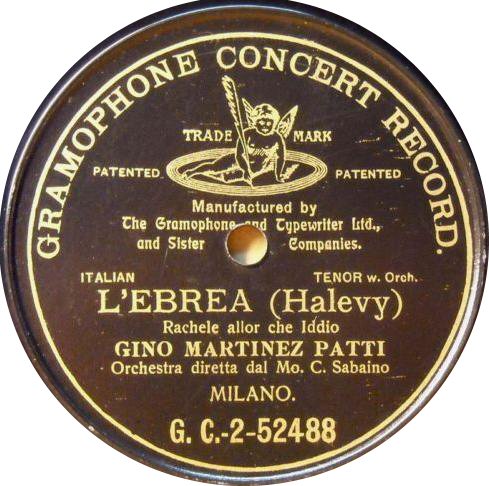 GRAMOPHONE CONCERT RECORD.
TRADE MARK
PATENTED PATENTED
Manufactured by
The Gramophone and Typewriter Ltd.,
and Sister Companies.
ITALIAN TENOR w. Orch.
L'EBREA (Halevy)
Rachele allor che Iddio
GINO MARTINEZ PATTI
Orchestra diretta dal Mo. C. Sabaino
MILANO.
G. C.-2-52488